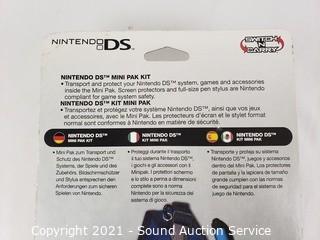 NINTENDO DS™
SWITCH
N
CARRY
NINTENDO DS™ MINI PAK KIT
• Transport and protect your Nintendo DS™ system, games and accessories
inside the Mini Pak. Screen protectors and full-size pen stylus are Nintendo
compliant for game system safety.
NINTENDO DS™ KIT MINI PAK
• Transportez et protégez votre système Nintendo DS™, ainsi que vos jeux
et accessoires, avec le Mini Pak. Les protecteurs d'écran et le stylet format
normal sont conformes à Nintendo en matière de sécurité.
NINTENDO DS™
MINI PAK KIT
• Mini Pak zum Transport und
Schutz des Nintendo DS™
Systems, der Spiele und des
Zubehörs. Bildschirmschützer
und Stylus entsprechen den
Anforderungen zum sicheren
Spielen von Nintendo.
NINTENDO DS™
KIT MINI PAK
• Proteggi durante il trasporto
il tuo sistema Nintendo DS™,
i giochi e gli accessori con il
Minipak. I protettori schermo
e lo stilo a penna a dimensioni
complete sono conformi ai
requisiti Nintendo per la
sicurezza del sistema di gioco.
NINTENDO DS™
KIT MINI PAK
• Transporte y proteja su sistema
Nintendo DS™, juegos y accesorios
dentro del Mini Pak. Los protectores
de pantalla y la lapicera de tamaño
grande cumplen con las normas
de seguridad para el sistema de
juego de Nintendo.
Copyright 2021 - Sound Auction Service